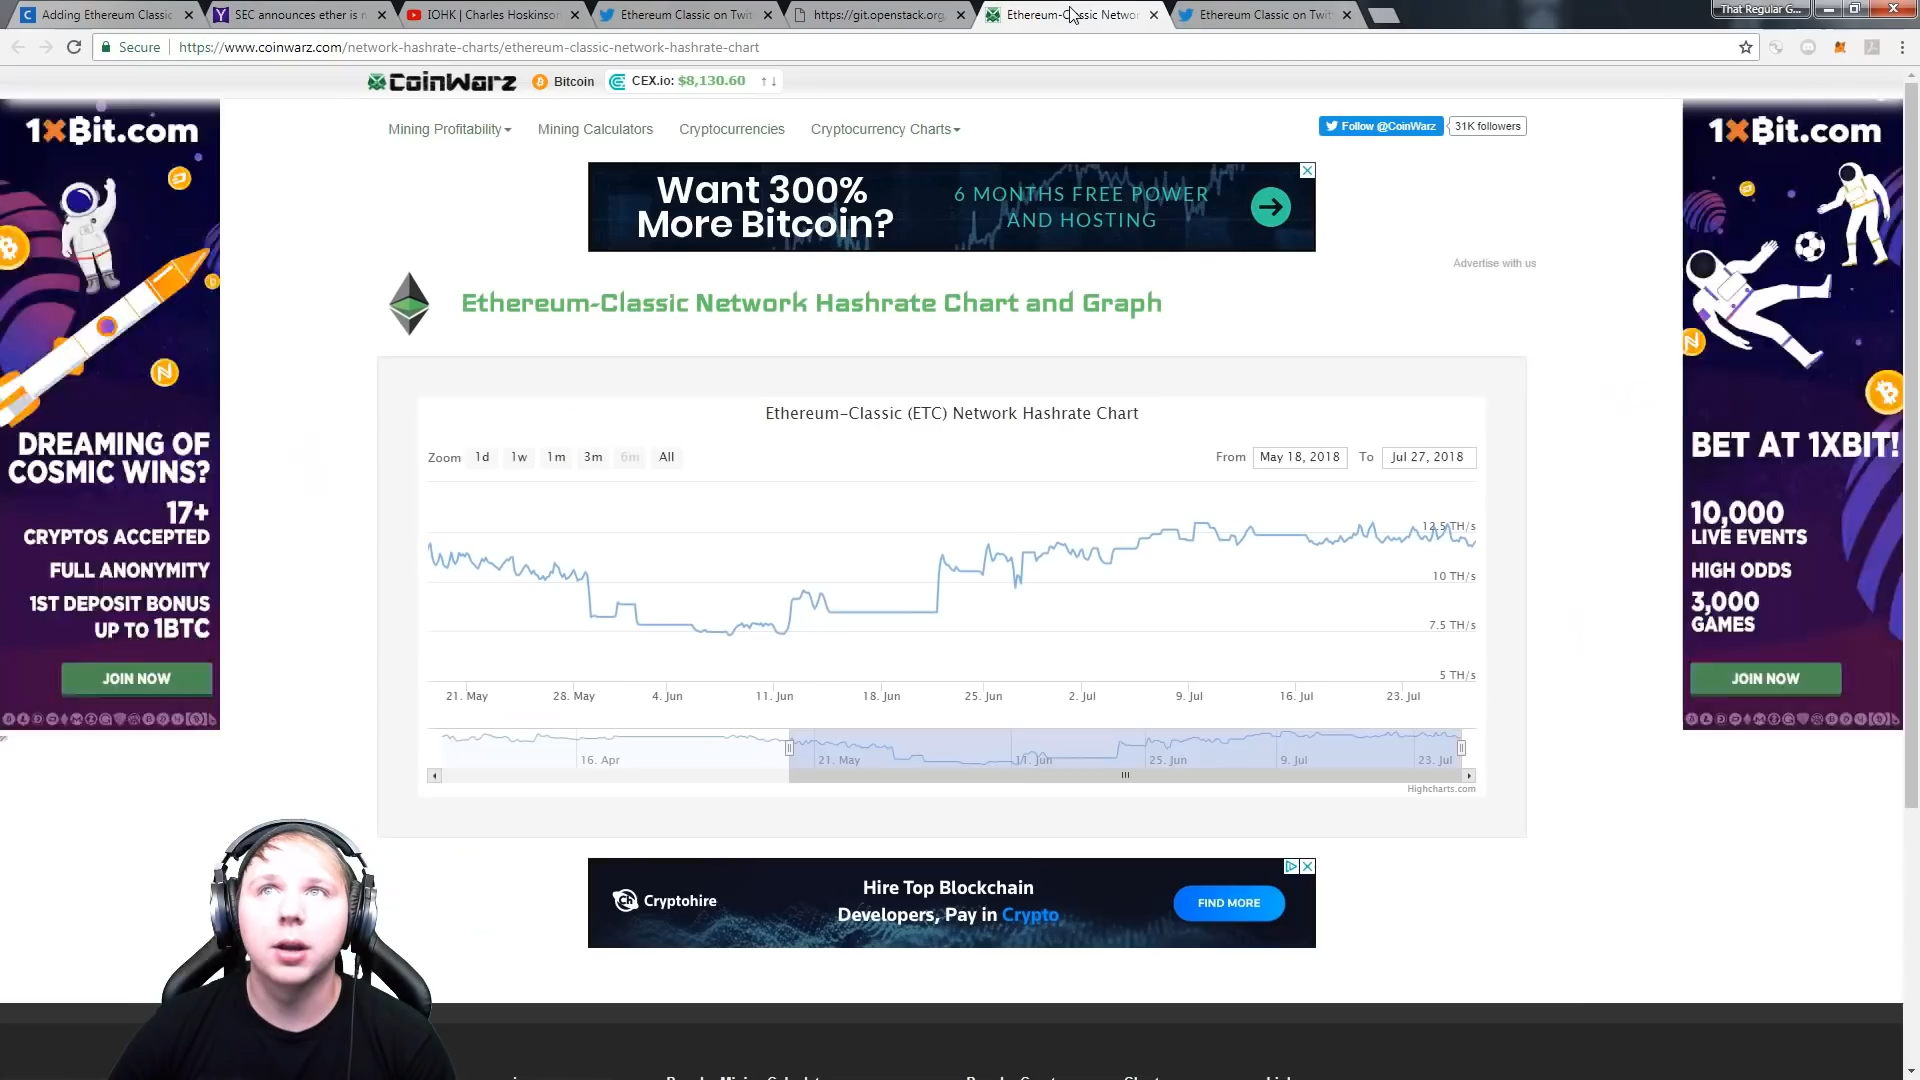 Adding Ethereum Classic
SEC announces ether is n
IOHK | Charles Hoskinson
Ethereum Classic on Twit
https://git.openstack.org
Ethereum-Classic Networ
Ethereum Classic on Twit
That Regular G...
Secure
https://www.coinwarz.com/network-hashrate-charts/ethereum-classic-network-hashrate-chart
CoinWarz
Bitcoin
CEX.io: $8,130.60 ↑↓
Mining Profitability
Mining Calculators
Cryptocurrencies
Cryptocurrency Charts
Follow @CoinWarz
31K followers
1xBit.com
DREAMING OF
COSMIC WINS?
17+
CRYPTOS ACCEPTED
FULL ANONYMITY
1ST DEPOSIT BONUS
UP TO 1BTC
JOIN NOW
Want 300%
More Bitcoin?
6 MONTHS FREE POWER
AND HOSTING
1xBit.com
BET AT 1XBIT!
10,000
LIVE EVENTS
HIGH ODDS
3,000
GAMES
JOIN NOW
Advertise with us
Ethereum-Classic Network Hashrate Chart and Graph
Ethereum-Classic (ETC) Network Hashrate Chart
Zoom 1d 1w 1m 3m 6m All
From May 18, 2018 To Jul 27, 2018
12.5 TH/s
10 TH/s
7.5 TH/s
5 TH/s
21. May 28. May 4. Jun 11. Jun 18. Jun 25. Jun 2. Jul 9. Jul 16. Jul 23. Jul
16. Apr 21. May 11. Jun 25. Jun 9. Jul 23. Jul
Highcharts.com
Cryptohire
Hire Top Blockchain
Developers, Pay in Crypto
FIND MORE